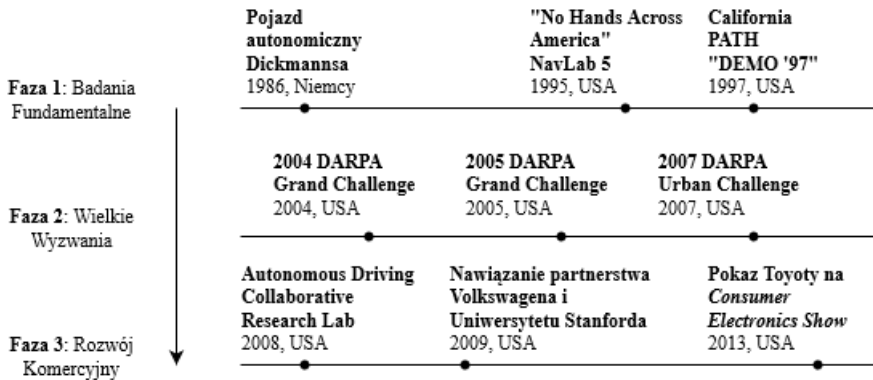 Faza 1: Badania
Fundamentalne
Pojazd
autonomiczny
Dickmannsa
1986, Niemcy
"No Hands Across
America"
NavLab 5
1995, USA
California
PATH
"DEMO '97"
1997, USA
Faza 2: Wielkie
Wyzwania
2004 DARPA
Grand Challenge
2004, USA
2005 DARPA
Grand Challenge
2005, USA
2007 DARPA
Urban Challenge
2007, USA
Faza 3: Rozwój
Komercyjny
Autonomous Driving
Collaborative
Research Lab
2008, USA
Nawiązanie partnerstwa
Volkswagena i
Uniwersytetu Stanforda
2009, USA
Pokaz Toyoty na
Consumer
Electronics Show
2013, USA